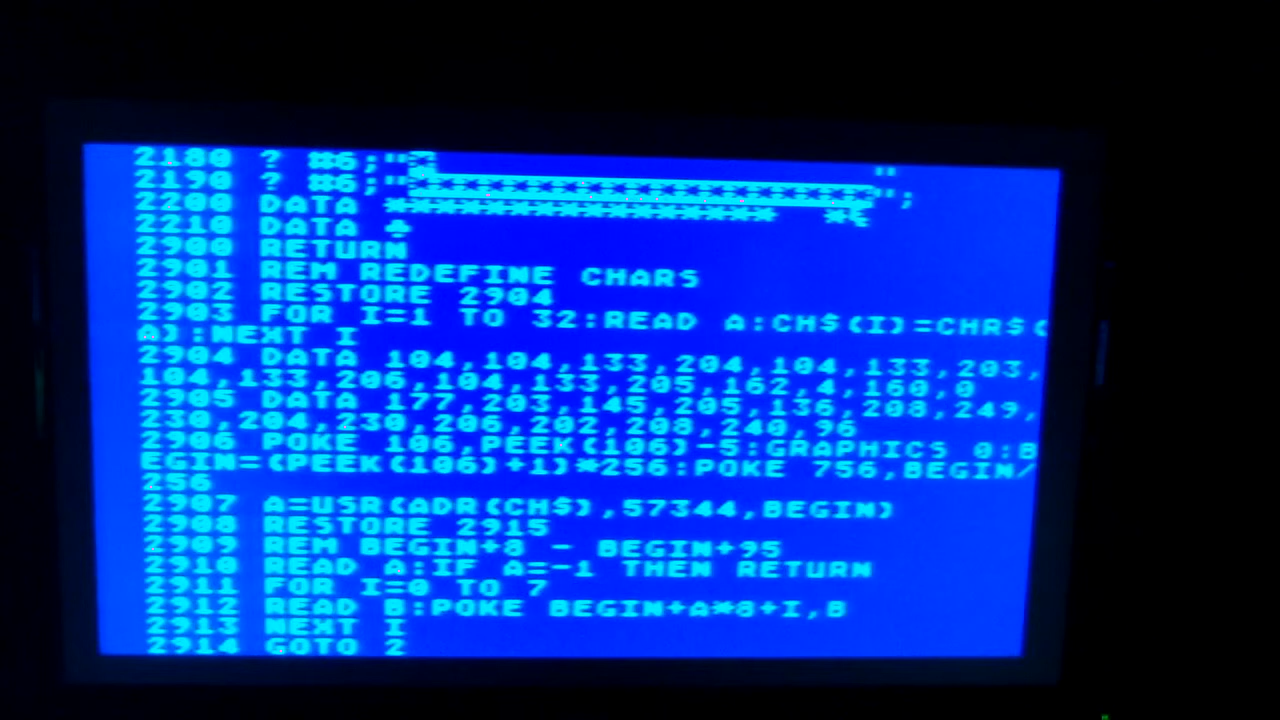 2180 ? #6;" "
2190 ? #6;" ";
2200 DATA **************** *
2210 DATA ♣
2900 RETURN
2901 REM REDEFINE CHARS
2902 RESTORE 2904
2903 FOR I=1 TO 32:READ A:CH$(I)=CHR$(
A):NEXT I
2904 DATA 104,104,133,204,104,133,203,
104,133,206,104,133,205,162,4,160,0
2905 DATA 177,203,145,205,136,208,249,
230,204,230,206,202,208,240,96
2906 POKE 106,PEEK(106)-5:GRAPHICS 0:B
EGIN=(PEEK(106)+1)*256:POKE 756,BEGIN/
256
2907 A=USR(ADR(CH$),57344,BEGIN)
2908 RESTORE 2915
2909 REM BEGIN+8 - BEGIN+95
2910 READ A:IF A=-1 THEN RETURN
2911 FOR I=0 TO 7
2912 READ B:POKE BEGIN+A*8+I,B
2913 NEXT I
2914 GOTO 2